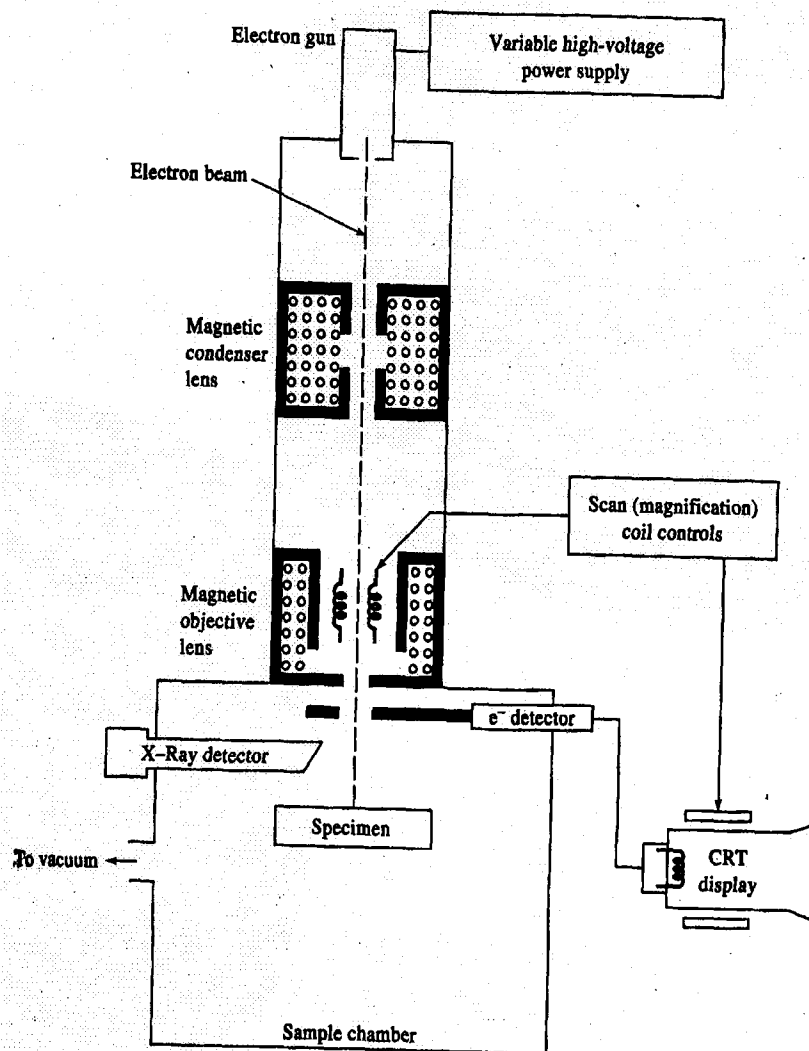 Electron gun
Variable high-voltage
power supply
Electron beam
Magnetic
condenser
lens
Scan (magnification)
coil controls
Magnetic
objective
lens
e⁻ detector
X–Ray detector
Specimen
To vacuum
CRT
display
Sample chamber